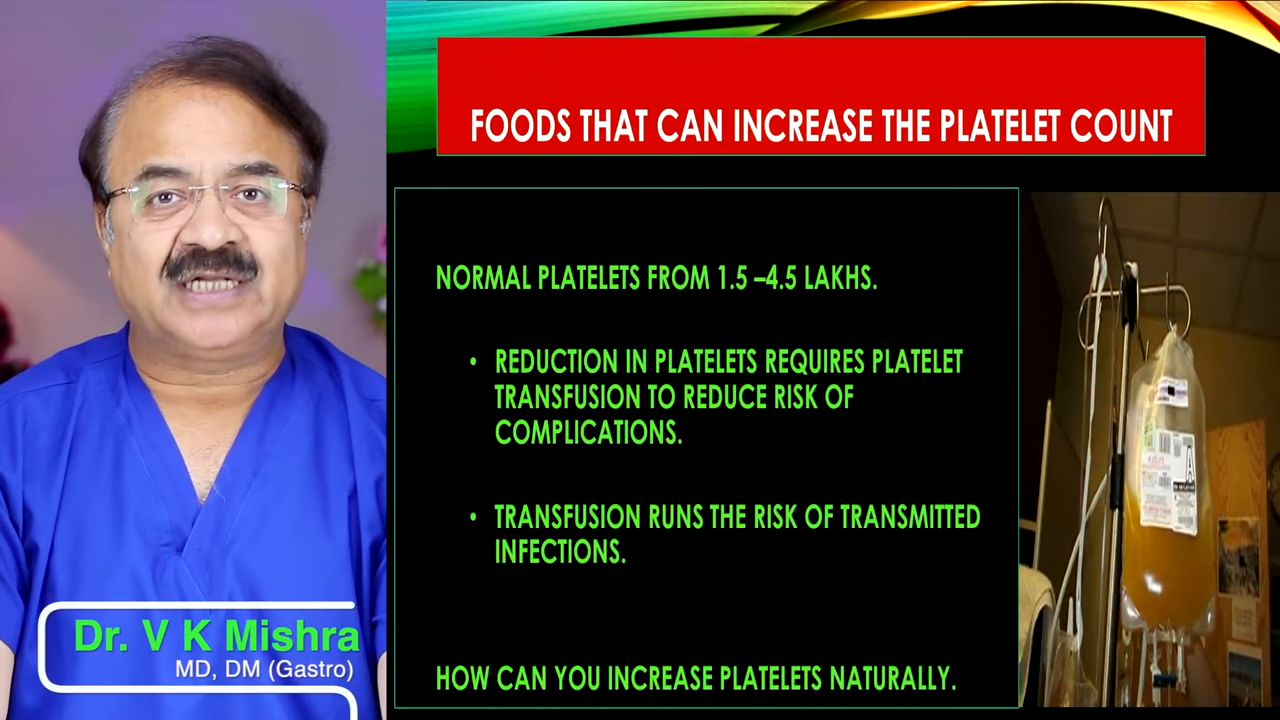 FOODS THAT CAN INCREASE THE PLATELET COUNT
NORMAL PLATELETS FROM 1.5 –4.5 LAKHS.
• REDUCTION IN PLATELETS REQUIRES PLATELET
TRANSFUSION TO REDUCE RISK OF
COMPLICATIONS.
• TRANSFUSION RUNS THE RISK OF TRANSMITTED
INFECTIONS.
HOW CAN YOU INCREASE PLATELETS NATURALLY.
Dr. V K Mishra
MD, DM (Gastro)
A